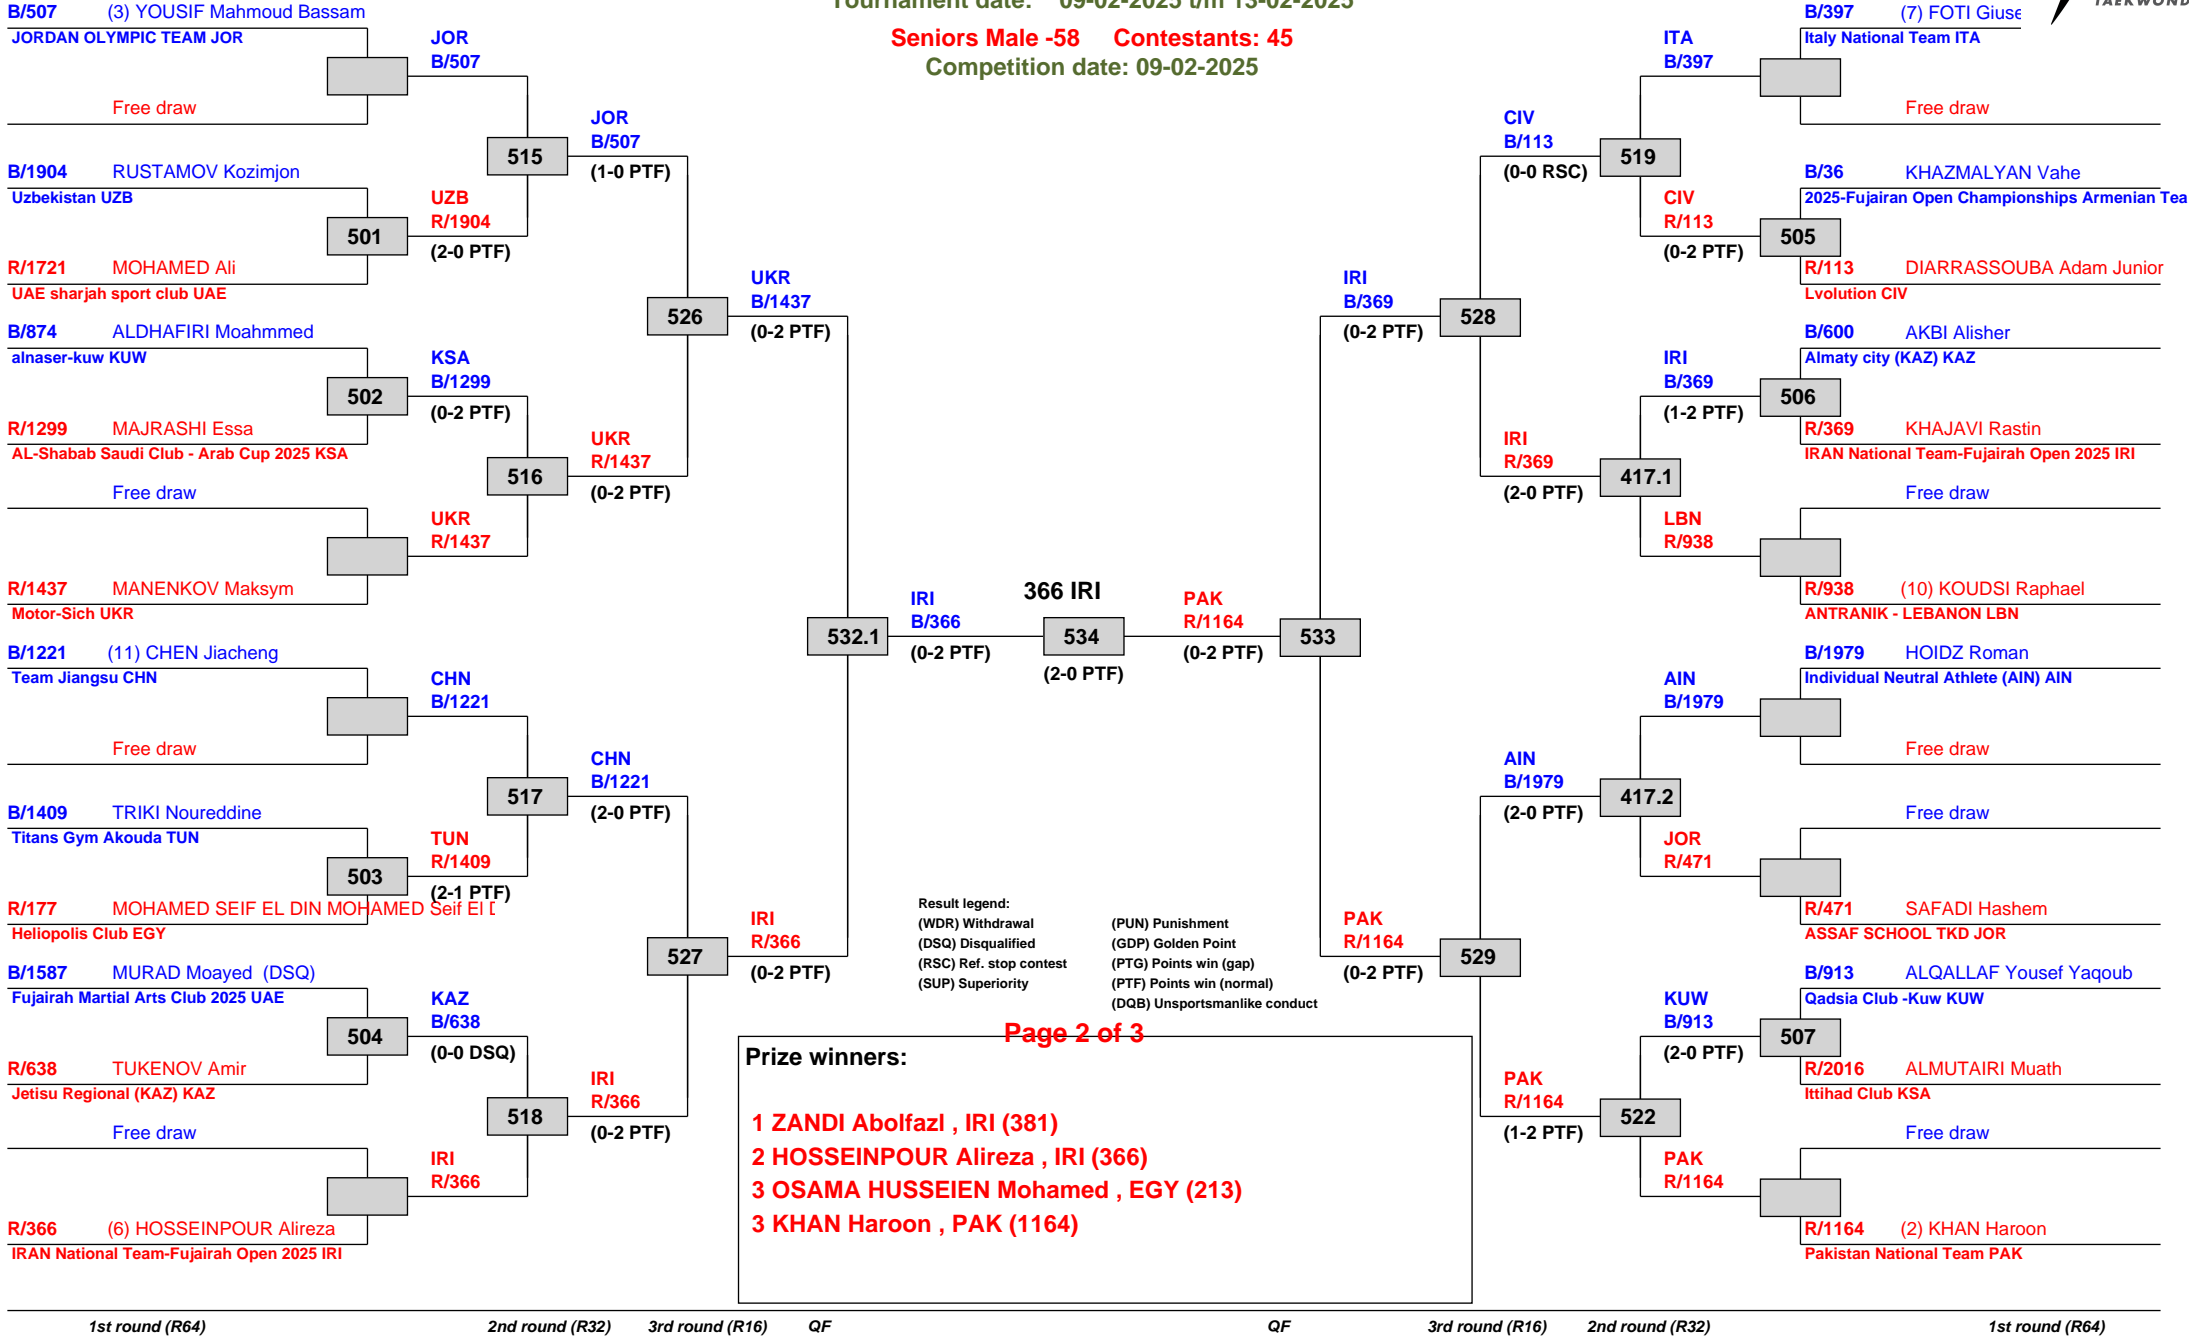 Tournament date: 09-02-2025 t/m 13-02-2025
Seniors Male -58 Contestants: 45
Competition date: 09-02-2025
TAEKWOND
B/507 (3) YOUSIF Mahmoud Bassam
JORDAN OLYMPIC TEAM JOR
Free draw
B/1904 RUSTAMOV Kozimjon
Uzbekistan UZB
501
R/1721 MOHAMED Ali
UAE sharjah sport club UAE
B/874 ALDHAFIRI Moahmmed
alnaser-kuw KUW
502
R/1299 MAJRASHI Essa
AL-Shabab Saudi Club - Arab Cup 2025 KSA
Free draw
R/1437 MANENKOV Maksym
Motor-Sich UKR
B/1221 (11) CHEN Jiacheng
Team Jiangsu CHN
Free draw
B/1409 TRIKI Noureddine
Titans Gym Akouda TUN
503
R/177 MOHAMED SEIF EL DIN MOHAMED Seif El
Heliopolis Club EGY
B/1587 MURAD Moayed (DSQ)
Fujairah Martial Arts Club 2025 UAE
504
R/638 TUKENOV Amir
Jetisu Regional (KAZ) KAZ
Free draw
R/366 (6) HOSSEINPOUR Alireza
IRAN National Team-Fujairah Open 2025 IRI
JOR
B/507
515
UZB
R/1904
(2-0 PTF)
KSA
B/1299
(0-2 PTF)
516
UKR
R/1437
CHN
B/1221
517
TUN
R/1409
(2-1 PTF)
KAZ
B/638
(0-0 DSQ)
518
IRI
R/366
JOR
B/507
(1-0 PTF)
526
UKR
R/1437
(0-2 PTF)
CHN
B/1221
(2-0 PTF)
527
IRI
R/366
(0-2 PTF)
UKR
B/1437
(0-2 PTF)
532.1
IRI
R/366
(0-2 PTF)
IRI
B/366
(0-2 PTF)
366 IRI
534
(2-0 PTF)
PAK
R/1164
(0-2 PTF)
533
IRI
B/369
(0-2 PTF)
528
PAK
R/1164
(0-2 PTF)
529
CIV
B/113
(0-0 RSC)
519
IRI
R/369
(2-0 PTF)
417.1
AIN
B/1979
(2-0 PTF)
417.2
PAK
R/1164
(1-2 PTF)
522
ITA
B/397
CIV
R/113
(0-2 PTF)
IRI
B/369
(1-2 PTF)
LBN
R/938
AIN
B/1979
JOR
R/471
KUW
B/913
(2-0 PTF)
PAK
R/1164
B/397 (7) FOTI Giuse
Italy National Team ITA
Free draw
B/36 KHAZMALYAN Vahe
2025-Fujairan Open Championships Armenian Tea
505
R/113 DIARRASSOUBA Adam Junior
Lvolution CIV
B/600 AKBI Alisher
Almaty city (KAZ) KAZ
506
R/369 KHAJAVI Rastin
IRAN National Team-Fujairah Open 2025 IRI
Free draw
R/938 (10) KOUDSI Raphael
ANTRANIK - LEBANON LBN
B/1979 HOIDZ Roman
Individual Neutral Athlete (AIN) AIN
Free draw
Free draw
R/471 SAFADI Hashem
ASSAF SCHOOL TKD JOR
B/913 ALQALLAF Yousef Yaqoub
Qadsia Club -Kuw KUW
507
R/2016 ALMUTAIRI Muath
Ittihad Club KSA
Free draw
R/1164 (2) KHAN Haroon
Pakistan National Team PAK
Result legend:
(WDR) Withdrawal (PUN) Punishment
(DSQ) Disqualified (GDP) Golden Point
(RSC) Ref. stop contest (PTG) Points win (gap)
(SUP) Superiority (PTF) Points win (normal)
(DQB) Unsportsmanlike conduct
Page 2 of 3
Prize winners:
1 ZANDI Abolfazl , IRI (381)
2 HOSSEINPOUR Alireza , IRI (366)
3 OSAMA HUSSEIEN Mohamed , EGY (213)
3 KHAN Haroon , PAK (1164)
1st round (R64) 2nd round (R32) 3rd round (R16) QF QF 3rd round (R16) 2nd round (R32) 1st round (R64)